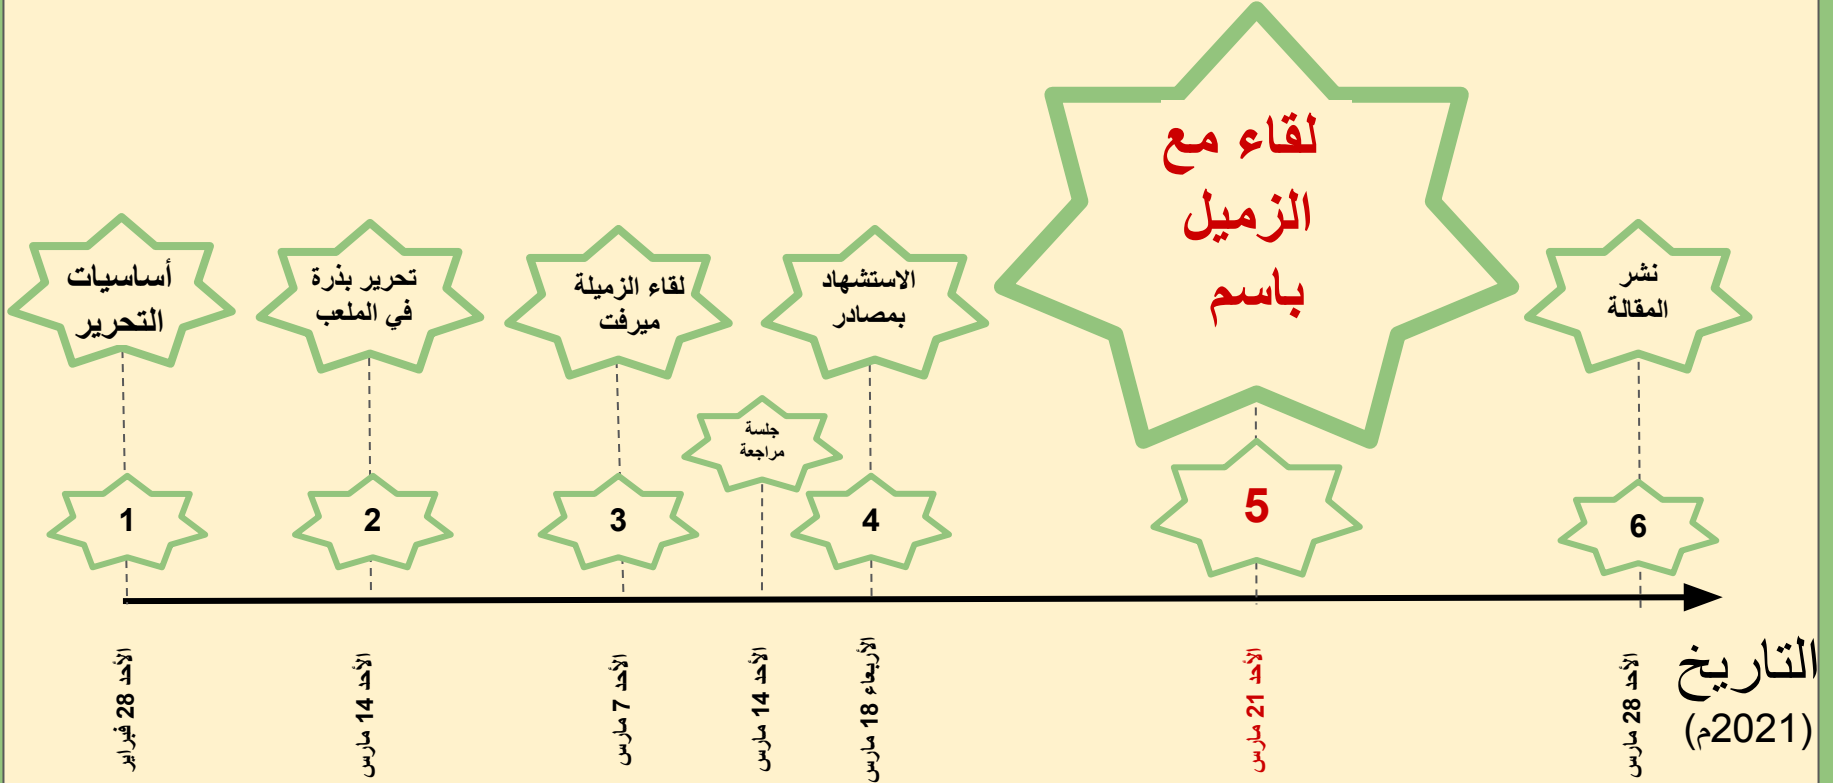 أساسيات
التحرير
تحرير بذرة
في الملعب
لقاء الزميلة
ميرفت
جلسة
مراجعة
الاستشهاد
بمصادر
لقاء مع
الزميل
باسم
نشر
المقالة
1
2
3
4
5
6
الأحد 28 فبراير
الأحد 14 مارس
الأحد 7 مارس
الأحد 14 مارس
الأربعاء 18 مارس
الأحد 21 مارس
الأحد 28 مارس
التاريخ
(2021م)